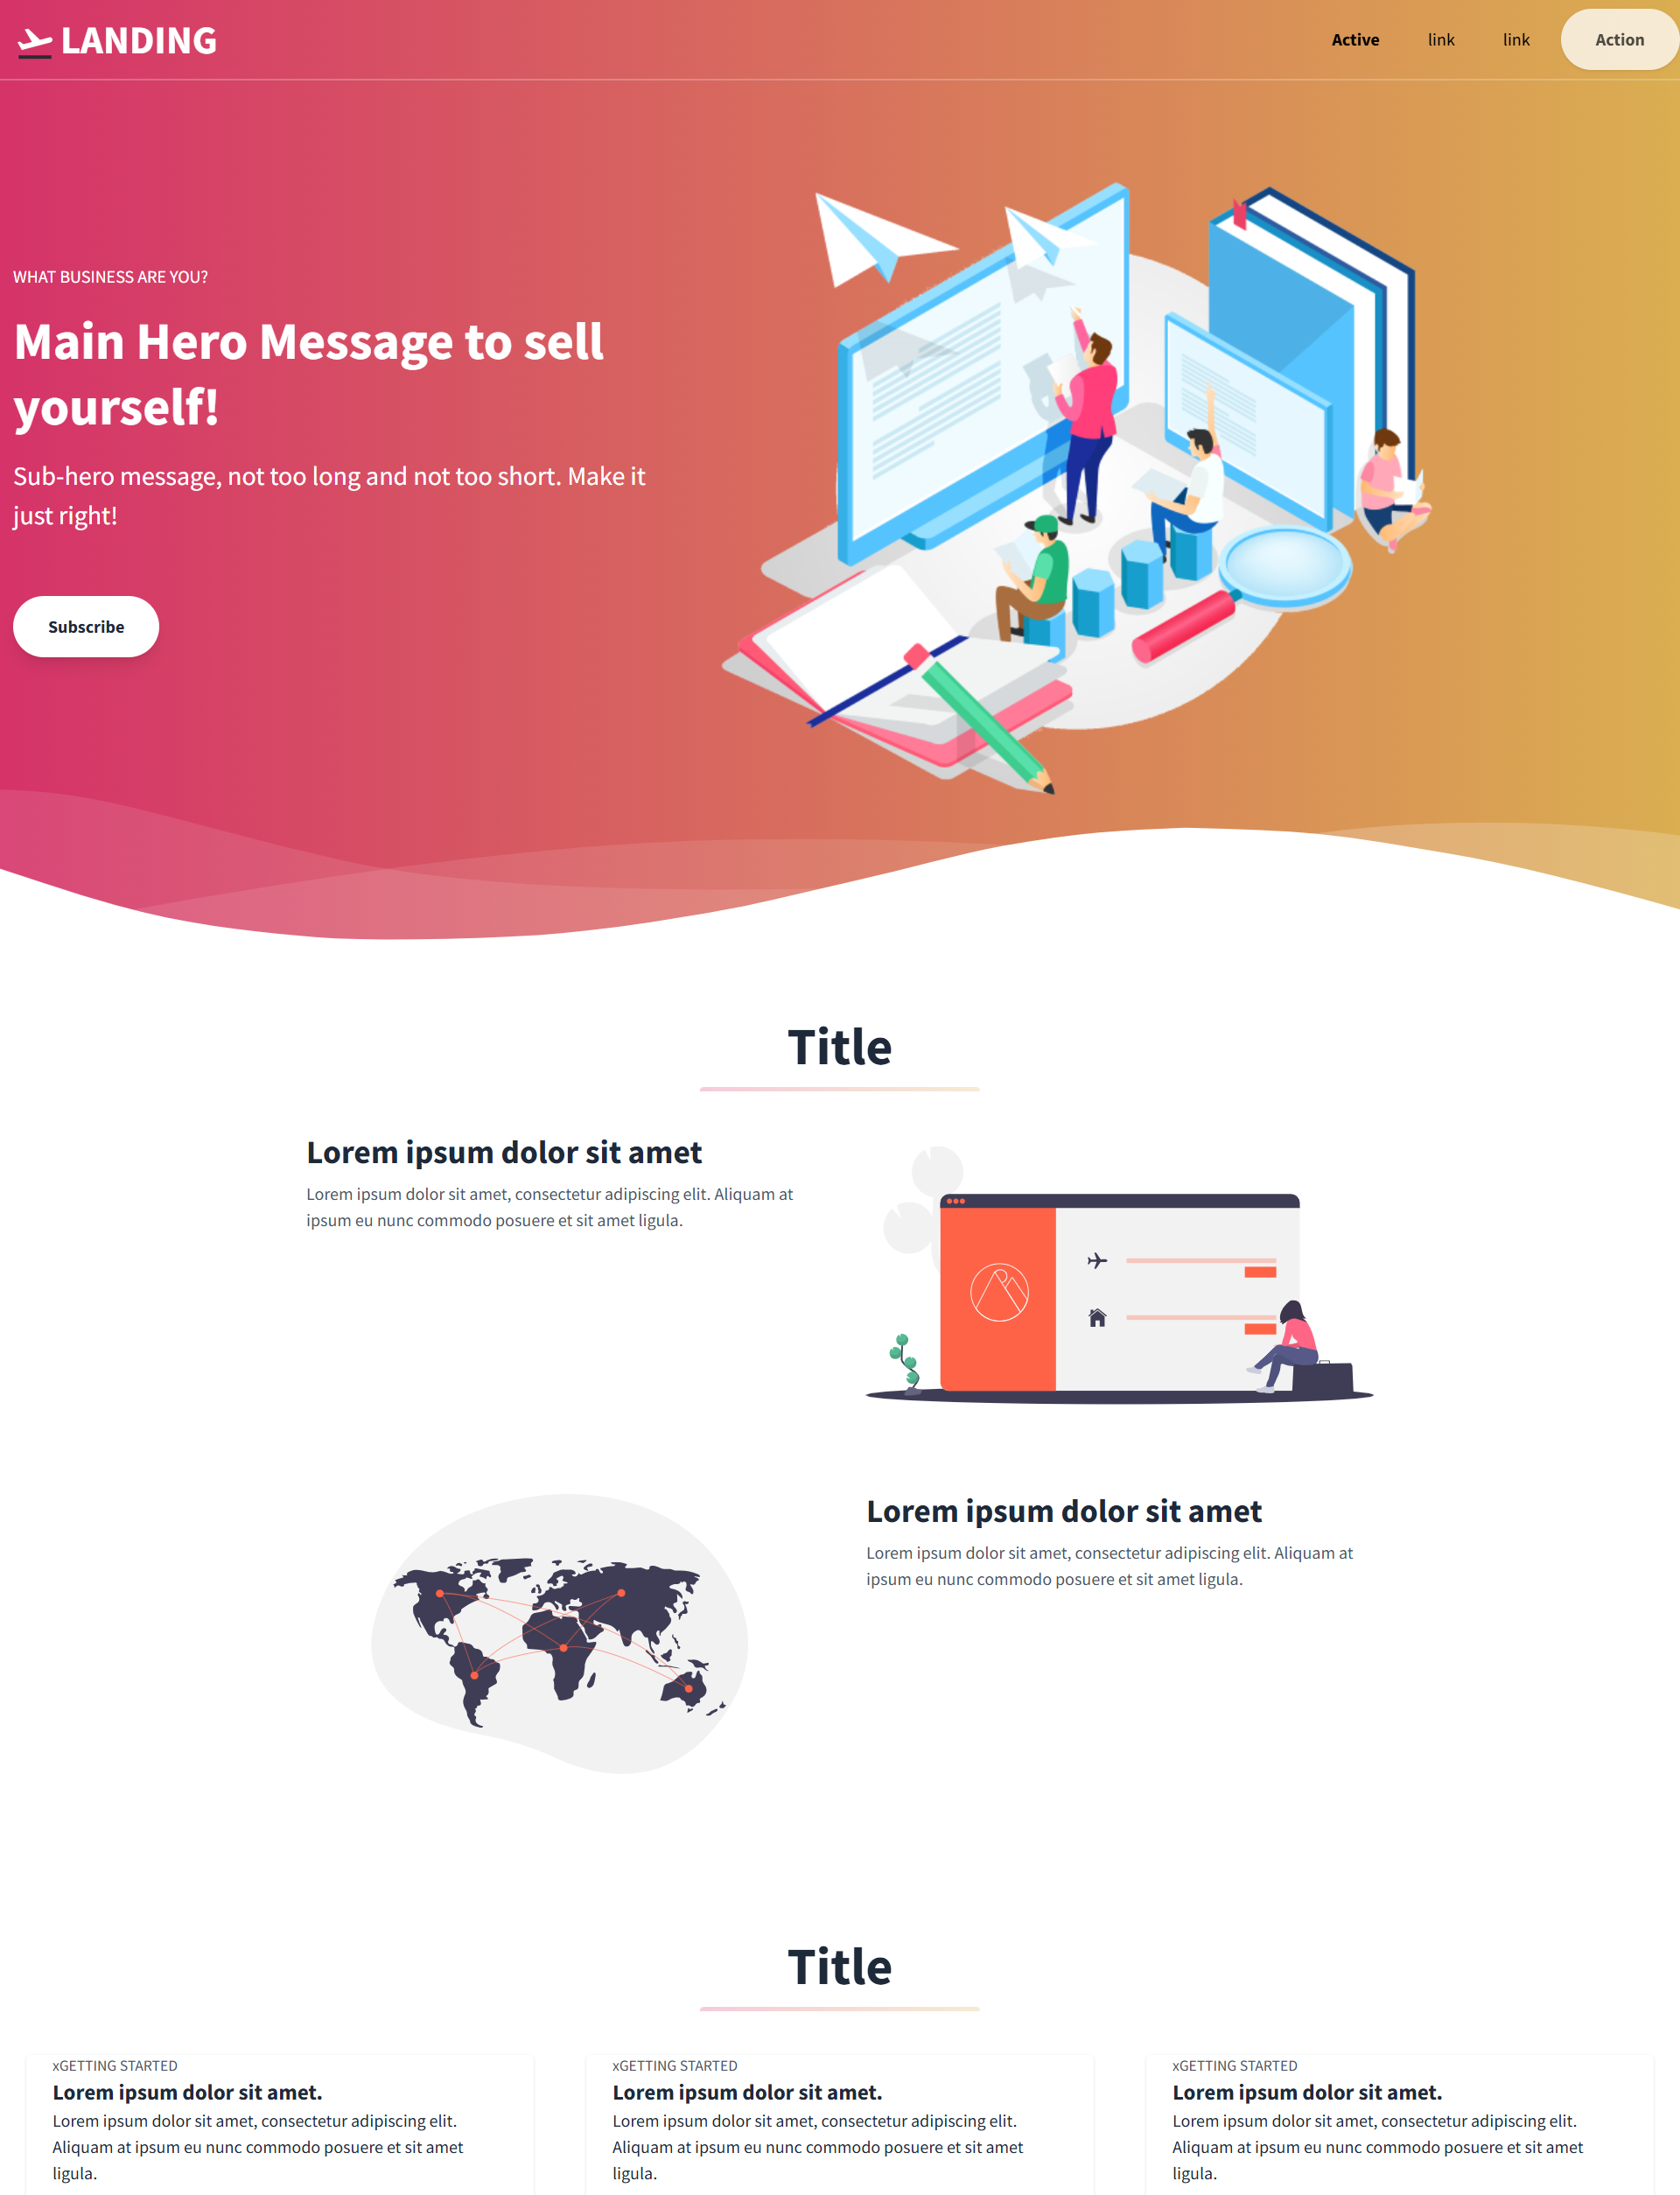 LANDING
Active
link
link
Action
WHAT BUSINESS ARE YOU?
Main Hero Message to sell
yourself!
Sub-hero message, not too long and not too short. Make it
just right!
Subscribe
Title
Lorem ipsum dolor sit amet
Lorem ipsum dolor sit amet, consectetur adipiscing elit. Aliquam at
ipsum eu nunc commodo posuere et sit amet ligula.
Lorem ipsum dolor sit amet
Lorem ipsum dolor sit amet, consectetur adipiscing elit. Aliquam at
ipsum eu nunc commodo posuere et sit amet ligula.
Title
xGETTING STARTED
Lorem ipsum dolor sit amet.
Lorem ipsum dolor sit amet, consectetur adipiscing elit.
Aliquam at ipsum eu nunc commodo posuere et sit amet
ligula.
xGETTING STARTED
Lorem ipsum dolor sit amet.
Lorem ipsum dolor sit amet, consectetur adipiscing elit.
Aliquam at ipsum eu nunc commodo posuere et sit amet
ligula.
xGETTING STARTED
Lorem ipsum dolor sit amet.
Lorem ipsum dolor sit amet, consectetur adipiscing elit.
Aliquam at ipsum eu nunc commodo posuere et sit amet
ligula.